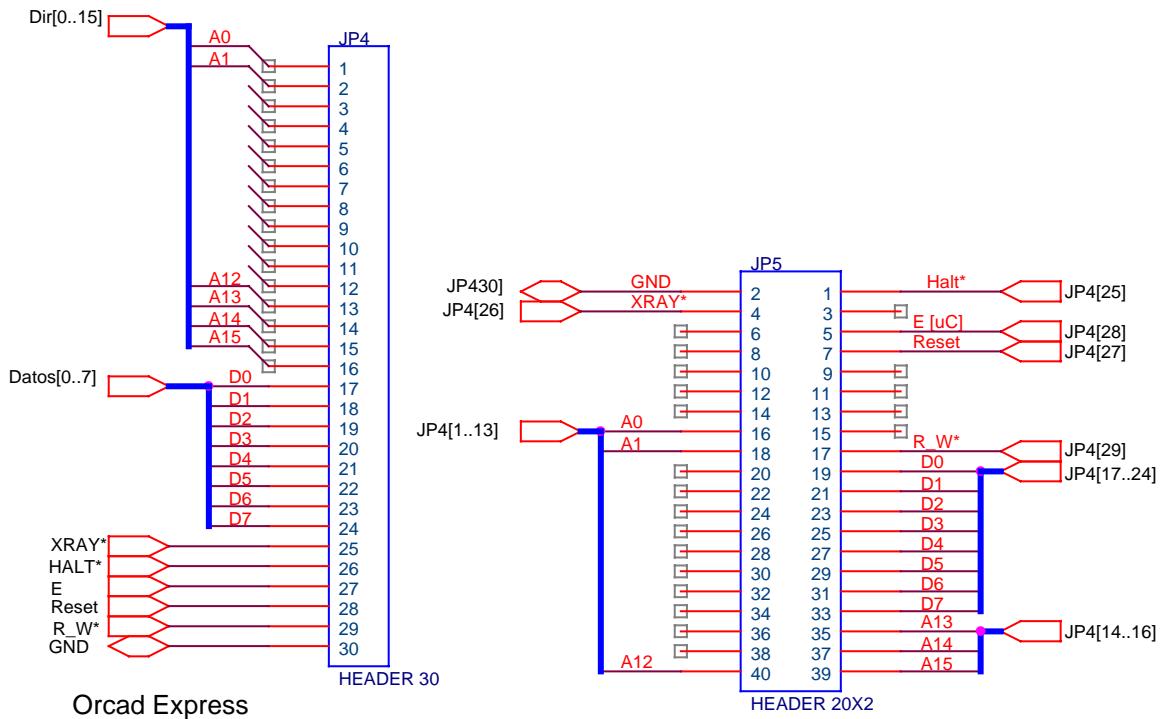 Dir[0..15]
JP4
A0
1
A1
2
3
4
5
6
7
8
9
10
11
A12
12
A13
13
A14
14
A15
15
16
Datos[0..7]
D0
17
D1
18
D2
19
D3
20
D4
21
D5
22
D6
23
D7
24
XRAY*
25
HALT*
26
E
27
Reset
28
R_W*
29
GND
30
HEADER 30
Orcad Express
JP5
JP430]
GND
2
1
Halt*
JP4[25]
JP4[26]
XRAY*
4
3
6
5
E [uC]
JP4[28]
8
7
Reset
JP4[27]
10
9
12
11
14
13
JP4[1..13]
A0
16
15
A1
18
17
R_W*
JP4[29]
20
19
D0
JP4[17..24]
22
21
D1
24
23
D2
26
25
D3
28
27
D4
30
29
D5
32
31
D6
34
33
D7
36
35
A13
JP4[14..16]
38
37
A14
A12
40
39
A15
HEADER 20X2